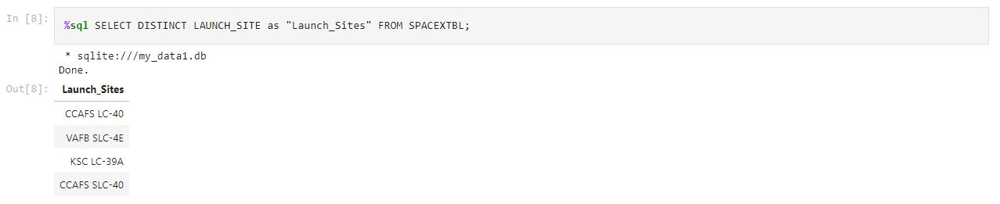 In [8]: %sql SELECT DISTINCT LAUNCH_SITE as "Launch_Sites" FROM SPACEXTBL;
* sqlite:///my_data1.db
Done.
Out[8]: Launch_Sites
CCAFS LC-40
VAFB SLC-4E
KSC LC-39A
CCAFS SLC-40